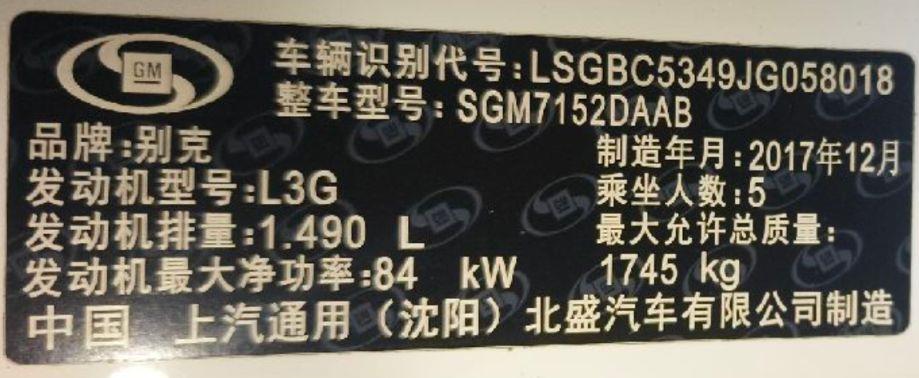 GM
车辆识别代号:LSGBC5349JG058018
整车型号:SGM7152DAAB
品牌:别克
制造年月:2017年12月
发动机型号:L3G
乘坐人数:5
发动机排量:1.490 L
最大允许总质量:
发动机最大净功率:84 kW
1745 kg
中国 上汽通用(沈阳)北盛汽车有限公司制造